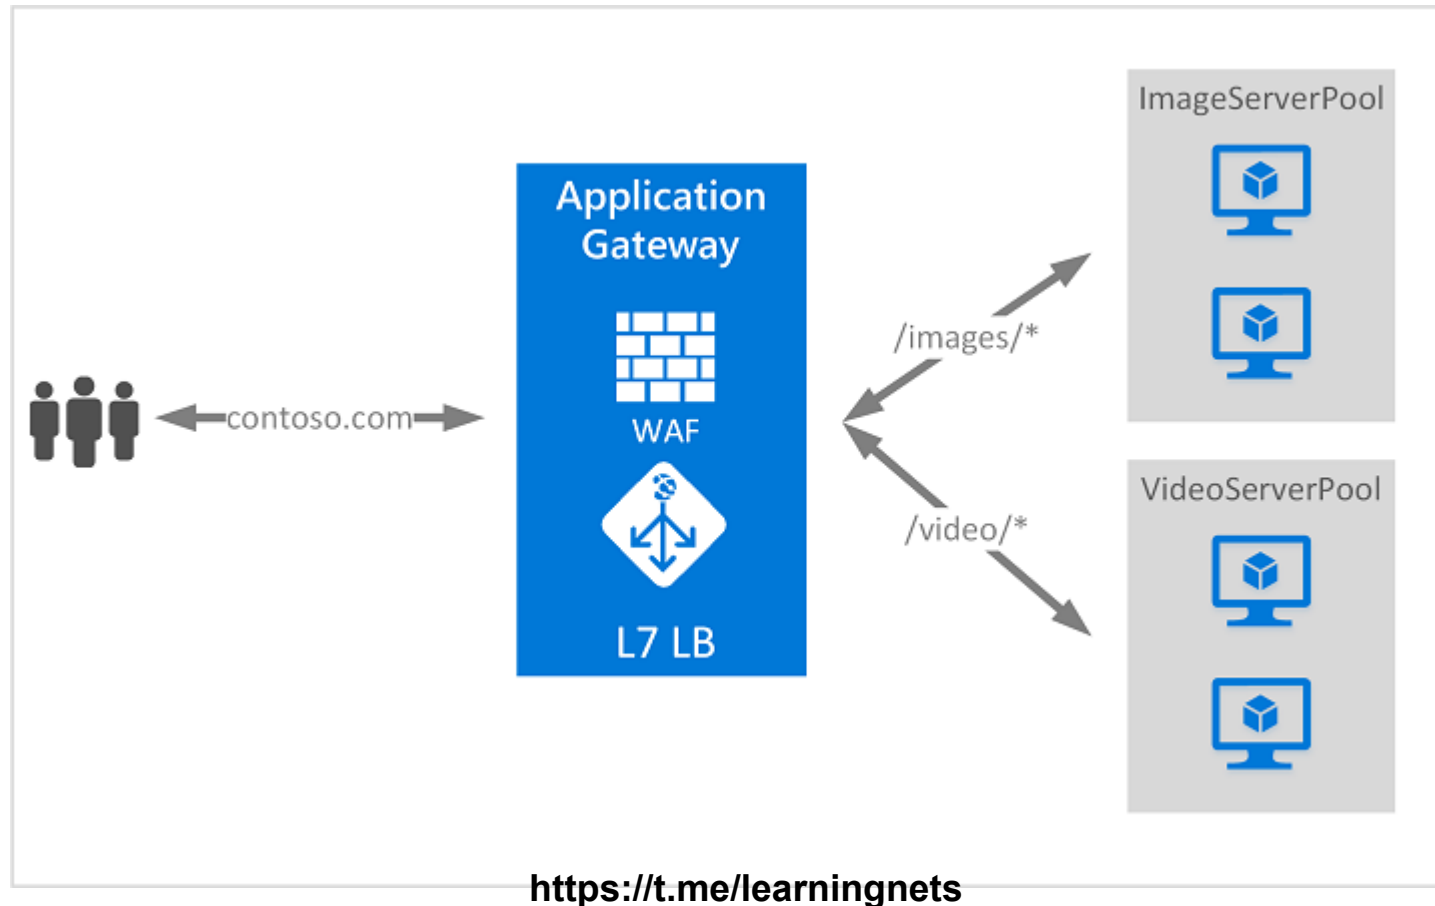 contoso.com
Application
Gateway
WAF
L7 LB
/images/*
/video/*
ImageServerPool
VideoServerPool
https://t.me/learningnets